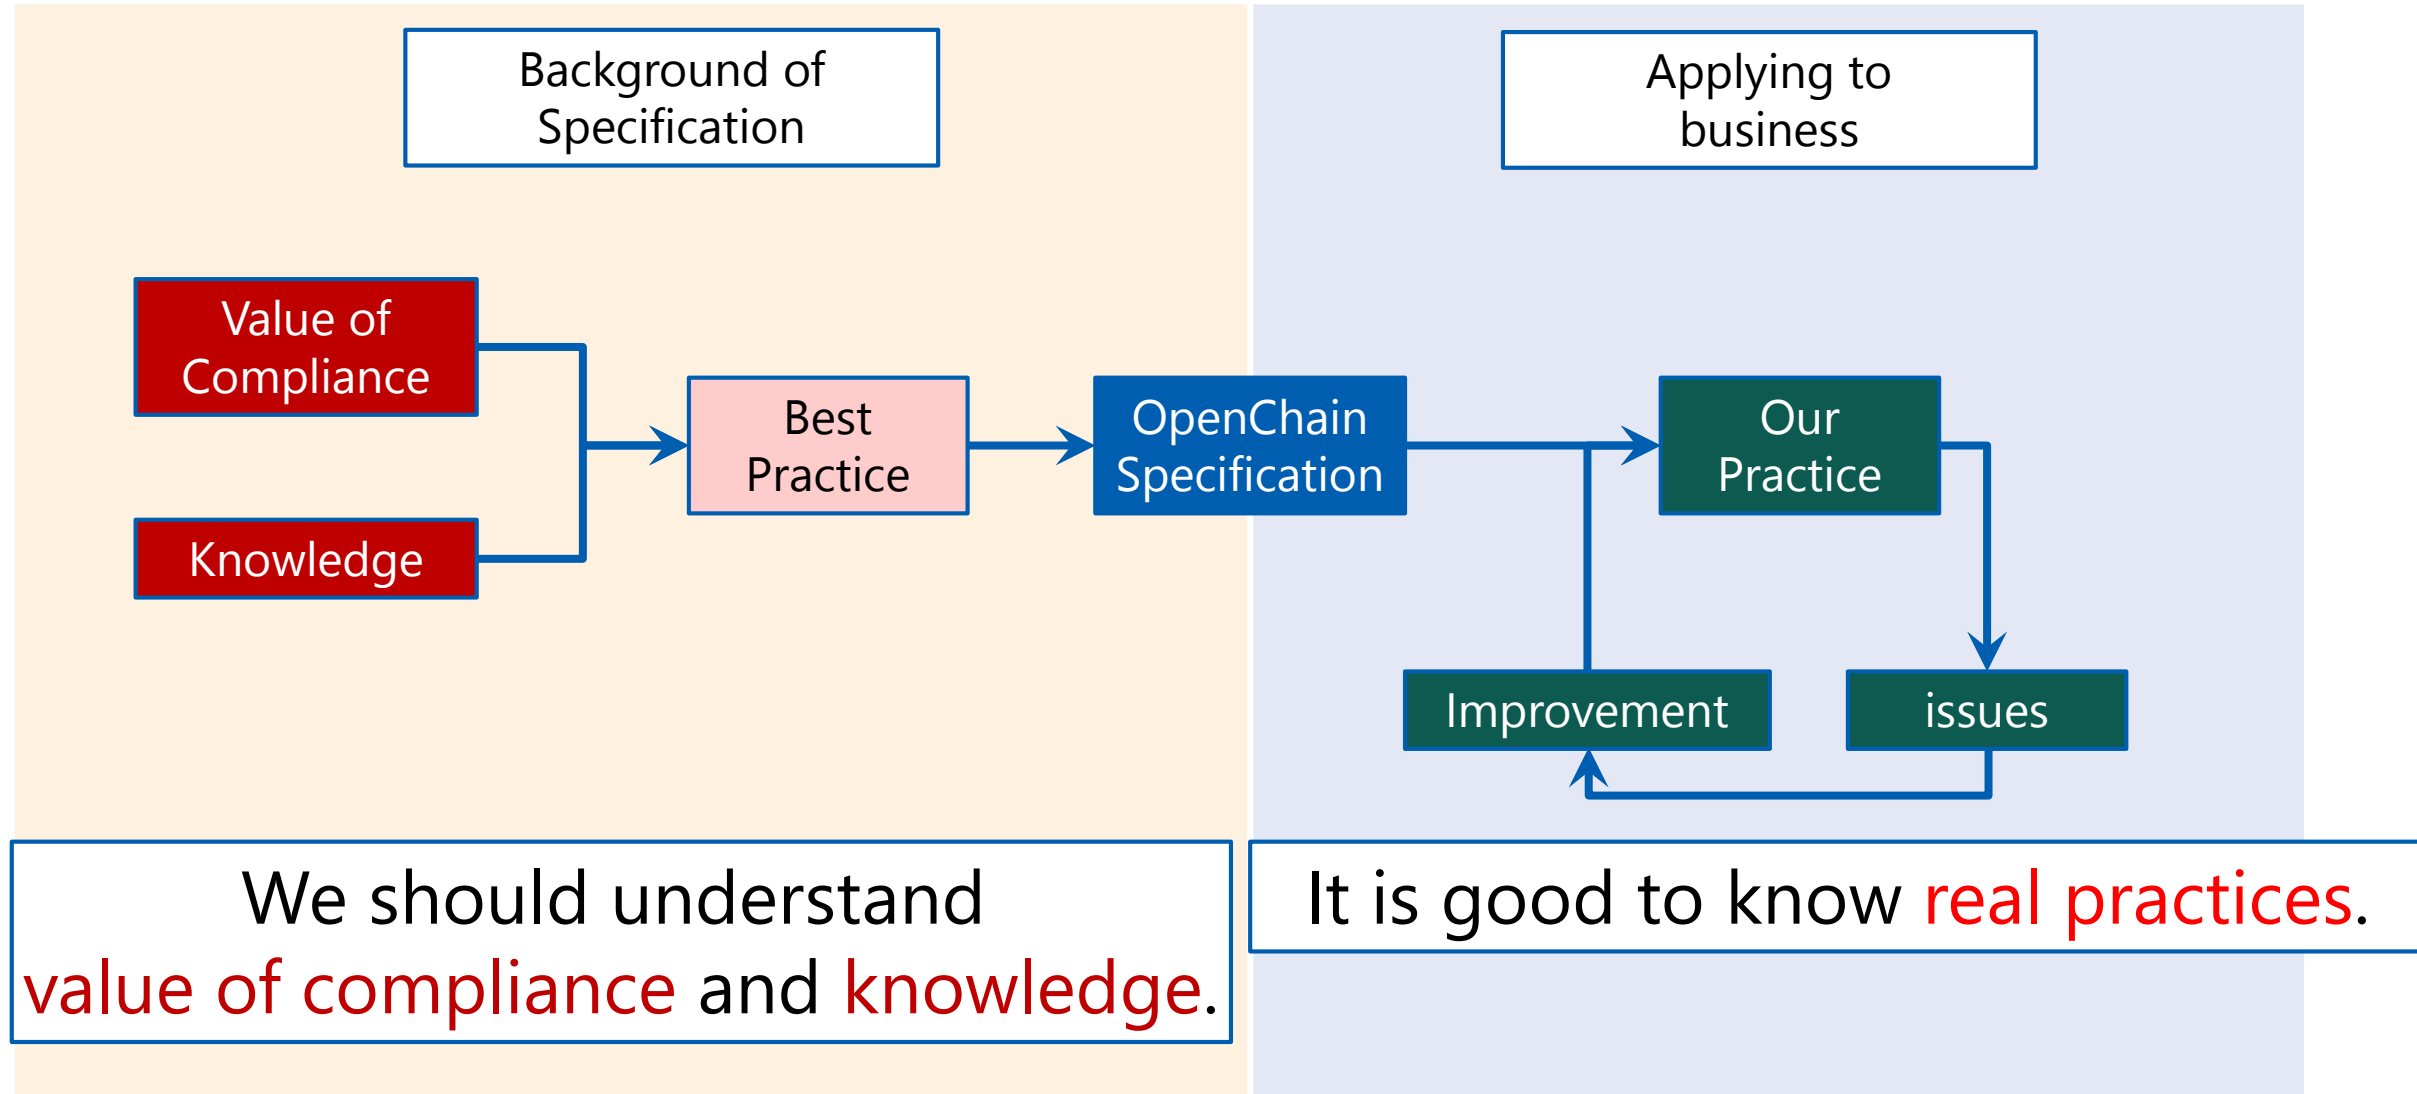 Background of
Specification
Applying to
business
Value of
Compliance
Knowledge
Best
Practice
OpenChain
Specification
Our
Practice
Improvement
issues
We should understand
value of compliance and knowledge.
It is good to know real practices.